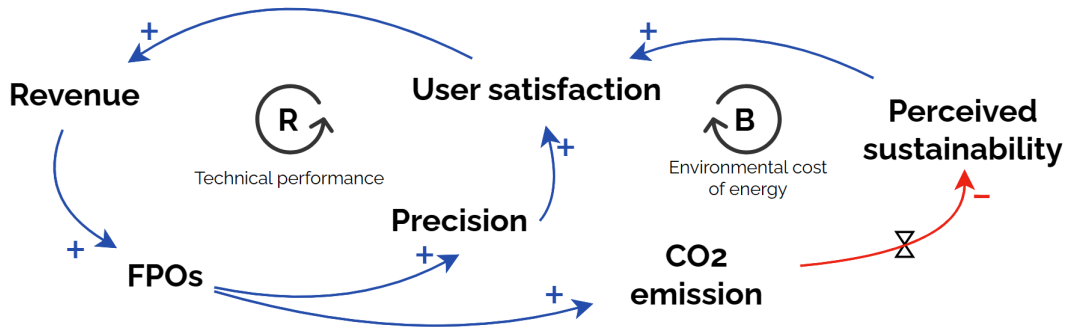 +
+
Revenue
User satisfaction
Perceived
sustainability
R
B
Technical performance
Environmental cost
of energy
+
Precision
−
+
+
FPOs
CO2
emission
+